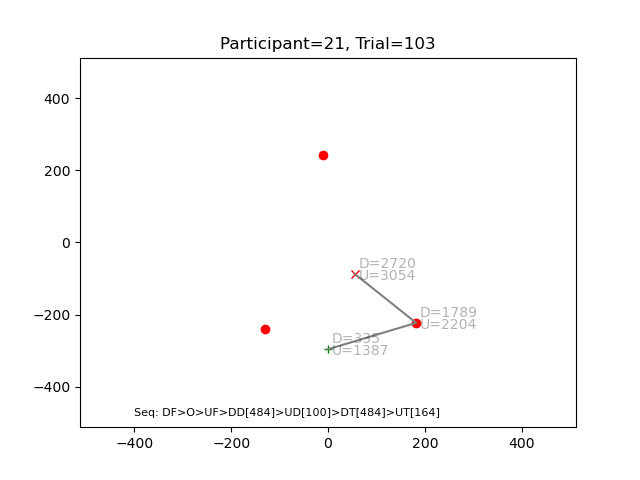 Participant=21, Trial=103
400
200
0
−200
−400
D=2720
U=3054
D=1789
U=2204
D=335
U=1387
Seq: DF>O>UF>DD[484]>UD[100]>DT[484]>UT[164]
−400 −200 0 200 400